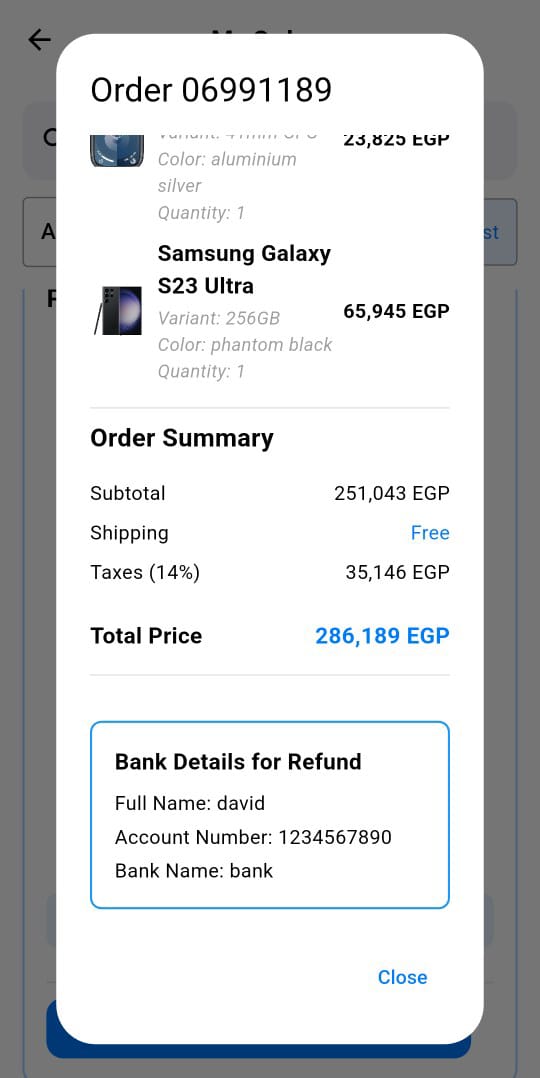 Order 06991189
23,825 EGP
Color: aluminium
silver
Quantity: 1
Samsung Galaxy
S23 Ultra
65,945 EGP
Variant: 256GB
Color: phantom black
Quantity: 1
Order Summary
Subtotal 251,043 EGP
Shipping Free
Taxes (14%) 35,146 EGP
Total Price 286,189 EGP
Bank Details for Refund
Full Name: david
Account Number: 1234567890
Bank Name: bank
Close